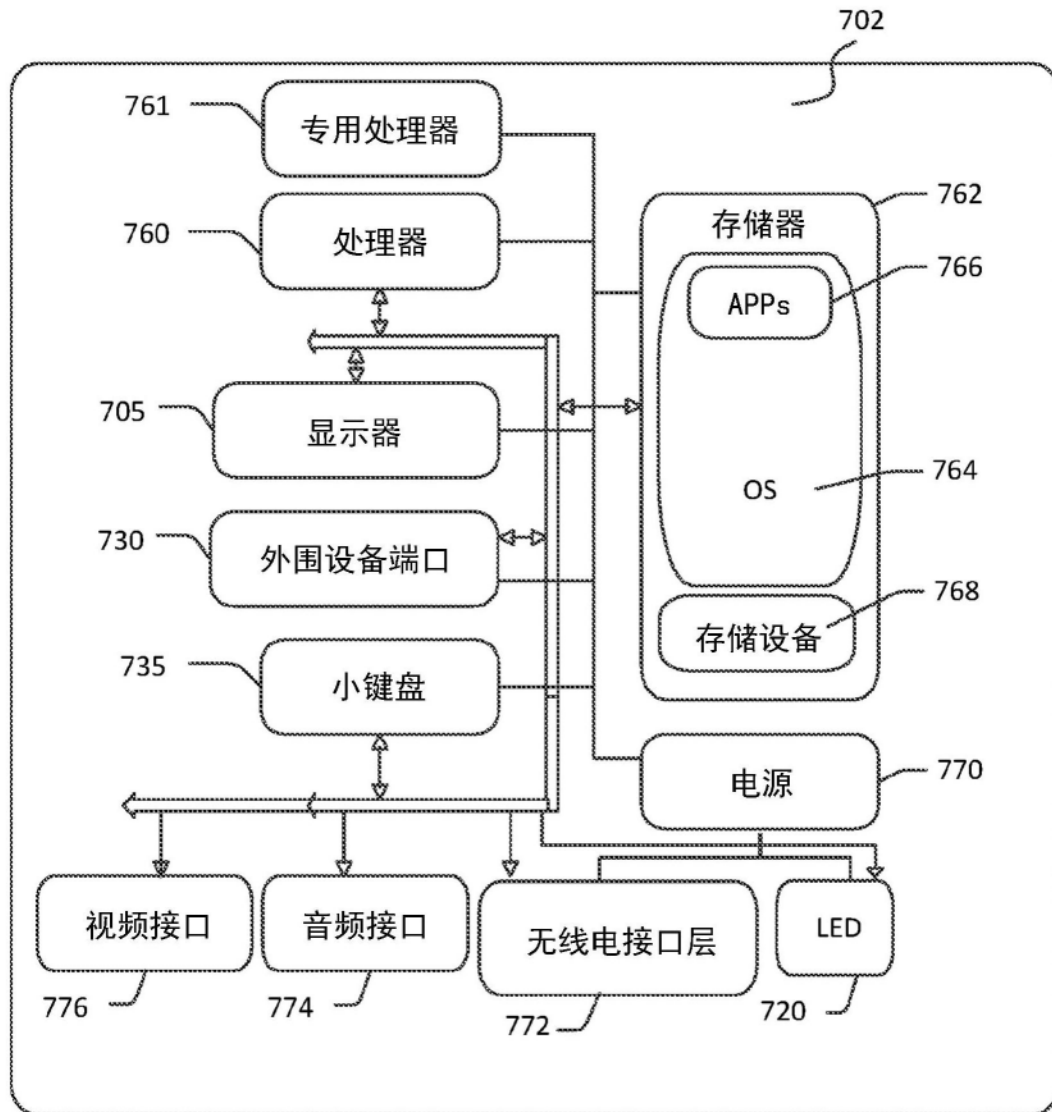 702
761
专用处理器
760
处理器
762
存储器
766
APPs
705
显示器
764
OS
730
外围设备端口
768
存储设备
735
小键盘
770
电源
视频接口
音频接口
无线电接口层
LED
776
774
772
720